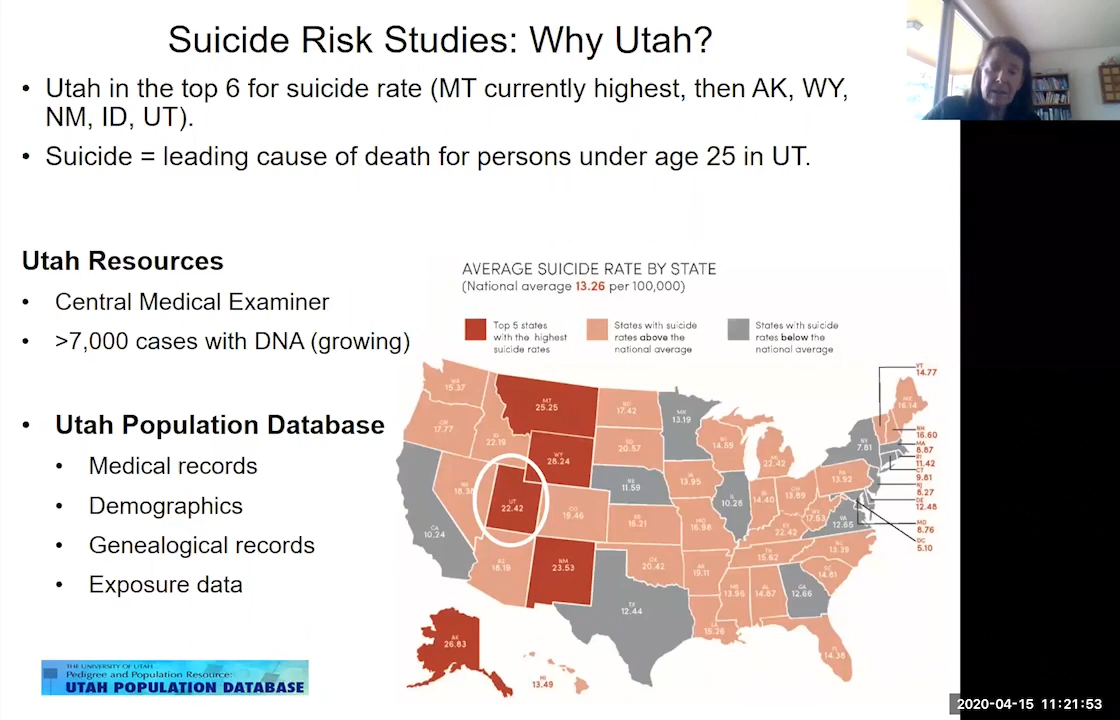 Suicide Risk Studies: Why Utah?
• Utah in the top 6 for suicide rate (MT currently highest, then AK, WY,
NM, ID, UT).
• Suicide = leading cause of death for persons under age 25 in UT.
Utah Resources
• Central Medical Examiner
• >7,000 cases with DNA (growing)
• Utah Population Database
• Medical records
• Demographics
• Genealogical records
• Exposure data
THE UNIVERSITY OF UTAH
Pedigree and Population Resource:
UTAH POPULATION DATABASE
AVERAGE SUICIDE RATE BY STATE
(National average 13.26 per 100,000)
Top 5 states
with the highest
suicide rates
States with suicide
rates above the
national average
States with suicide
rates below the
national average
WA
15.37
OR
17.77
CA
10.24
ID
22.19
MT
25.25
WY
28.24
UT
22.42
CO
19.46
AZ
18.19
NM
23.53
ND
17.42
SD
20.57
11.59
KS
16.21
OK
20.42
TX
12.44
13.19
IA
13.95
MO
16.98
AR
19.11
LA
15.26
WI
14.59
IL
10.28
MI
22.42
14.40
OH
13.89
KY
22.42
TN
15.62
MS
13.96
AL
14.87
GA
12.66
FL
14.38
SC
14.81
13.39
VA
12.65
17.53
PA
13.92
NY
7.81
16.14
VT
14.77
NH
16.60
MA
8.87
11.42
CT
9.81
NJ
8.27
DE
12.48
MD
8.76
DC
5.10
AK
26.83
HI
13.49
2020-04-15 11:21:53